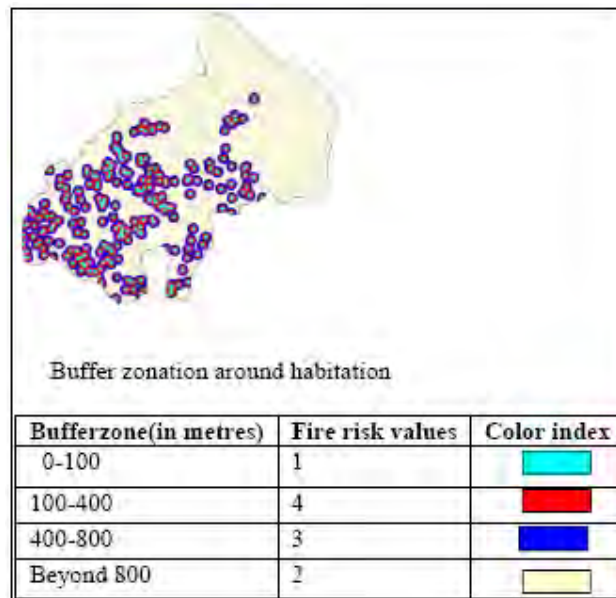 Buffer zonation around habitation
Bufferzone(in metres) Fire risk values Color index
0-100 1
100-400 4
400-800 3
Beyond 800 2